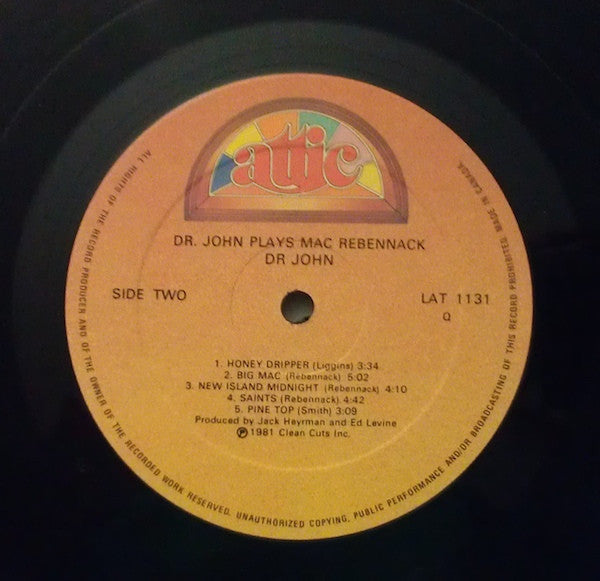 attic
DR. JOHN PLAYS MAC REBENNACK
DR JOHN
SIDE TWO
LAT 1131
Q
1. HONEY DRIPPER (Liggins) 3:34
2. BIG MAC (Rebennack) 5:02
3. NEW ISLAND MIDNIGHT (Rebennack) 4:10
4. SAINTS (Rebennack) 4:42
5. PINE TOP (Smith) 3:09
Produced by Jack Heyrman and Ed Levine
℗ 1981 Clean Cuts Inc.
ALL RIGHTS OF THE RECORD PRODUCER AND OF THE OWNER OF THE RECORDED WORK RESERVED. UNAUTHORIZED COPYING, PUBLIC PERFORMANCE AND/OR BROADCASTING OF THIS RECORD PROHIBITED. MADE IN CANADA.